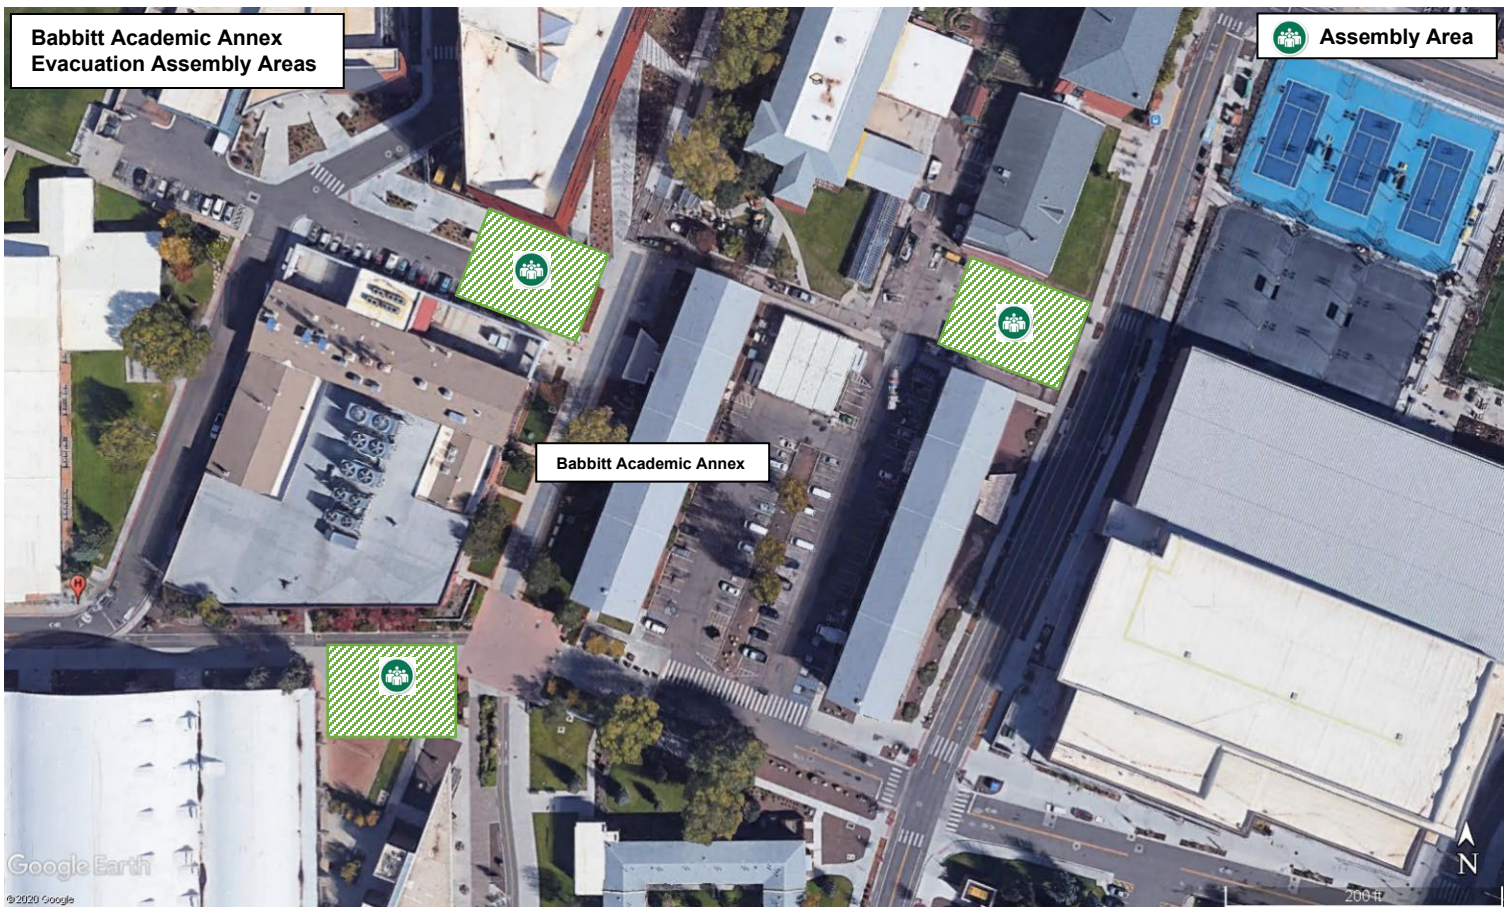 Babbitt Academic Annex
Evacuation Assembly Areas
Assembly Area
Babbitt Academic Annex
H
N
200 ft
Google Earth
©2020 Google